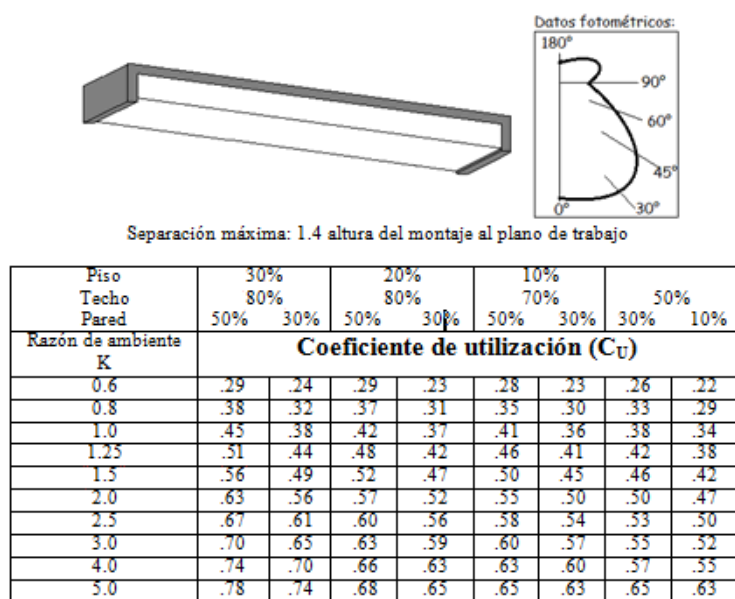 Datos fotométricos:
180º
90º
60º
45º
30º
0º
Separación máxima: 1.4 altura del montaje al plano de trabajo
Piso 30% 20% 10%
Techo 80% 80% 70% 50%
Pared 50% 30% 50% 30% 50% 30% 30% 10%
Razón de ambiente
K
Coeficiente de utilización (CU)
0.6 .29 .24 .29 .23 .28 .23 .26 .22
0.8 .38 .32 .37 .31 .35 .30 .33 .29
1.0 .45 .38 .42 .37 .41 .36 .38 .34
1.25 .51 .44 .48 .42 .46 .41 .42 .38
1.5 .56 .49 .52 .47 .50 .45 .46 .42
2.0 .63 .56 .57 .52 .55 .50 .50 .47
2.5 .67 .61 .60 .56 .58 .54 .53 .50
3.0 .70 .65 .63 .59 .60 .57 .55 .52
4.0 .74 .70 .66 .63 .63 .60 .57 .55
5.0 .78 .74 .68 .65 .65 .63 .65 .63